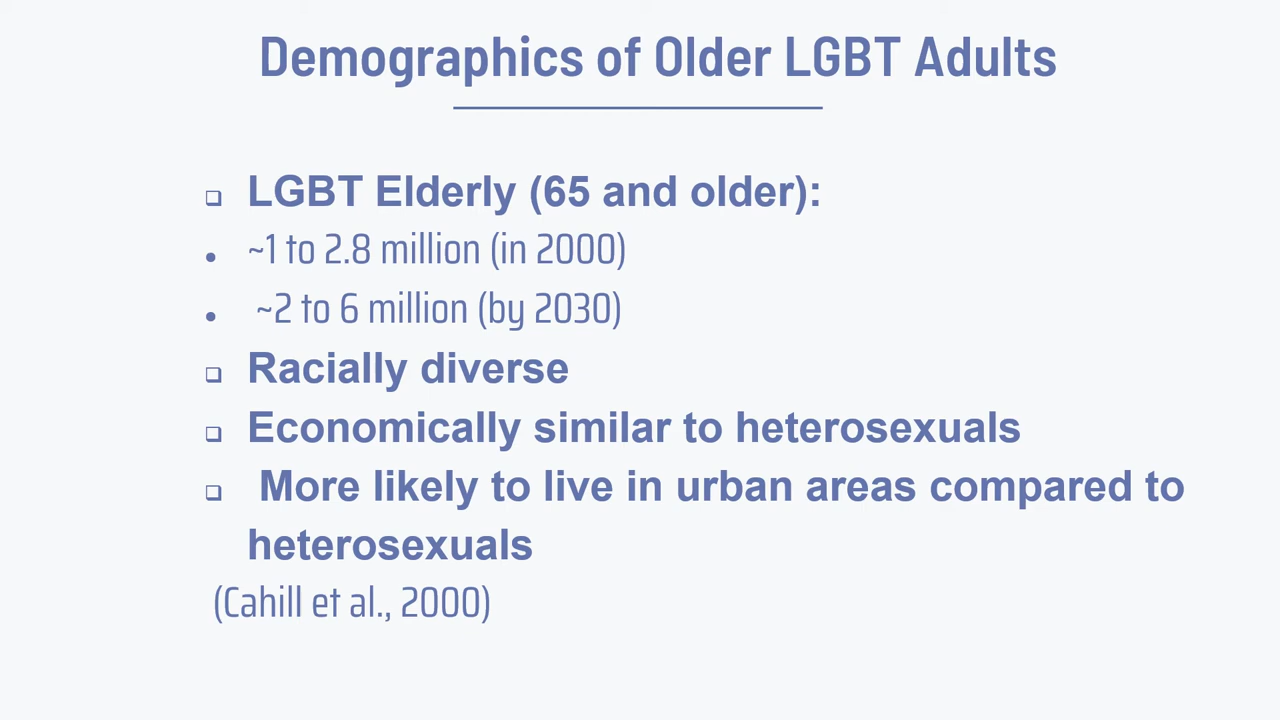 Demographics of Older LGBT Adults
❑ LGBT Elderly (65 and older):
• ~1 to 2.8 million (in 2000)
• ~2 to 6 million (by 2030)
❑ Racially diverse
❑ Economically similar to heterosexuals
❑ More likely to live in urban areas compared to
heterosexuals
(Cahill et al., 2000)